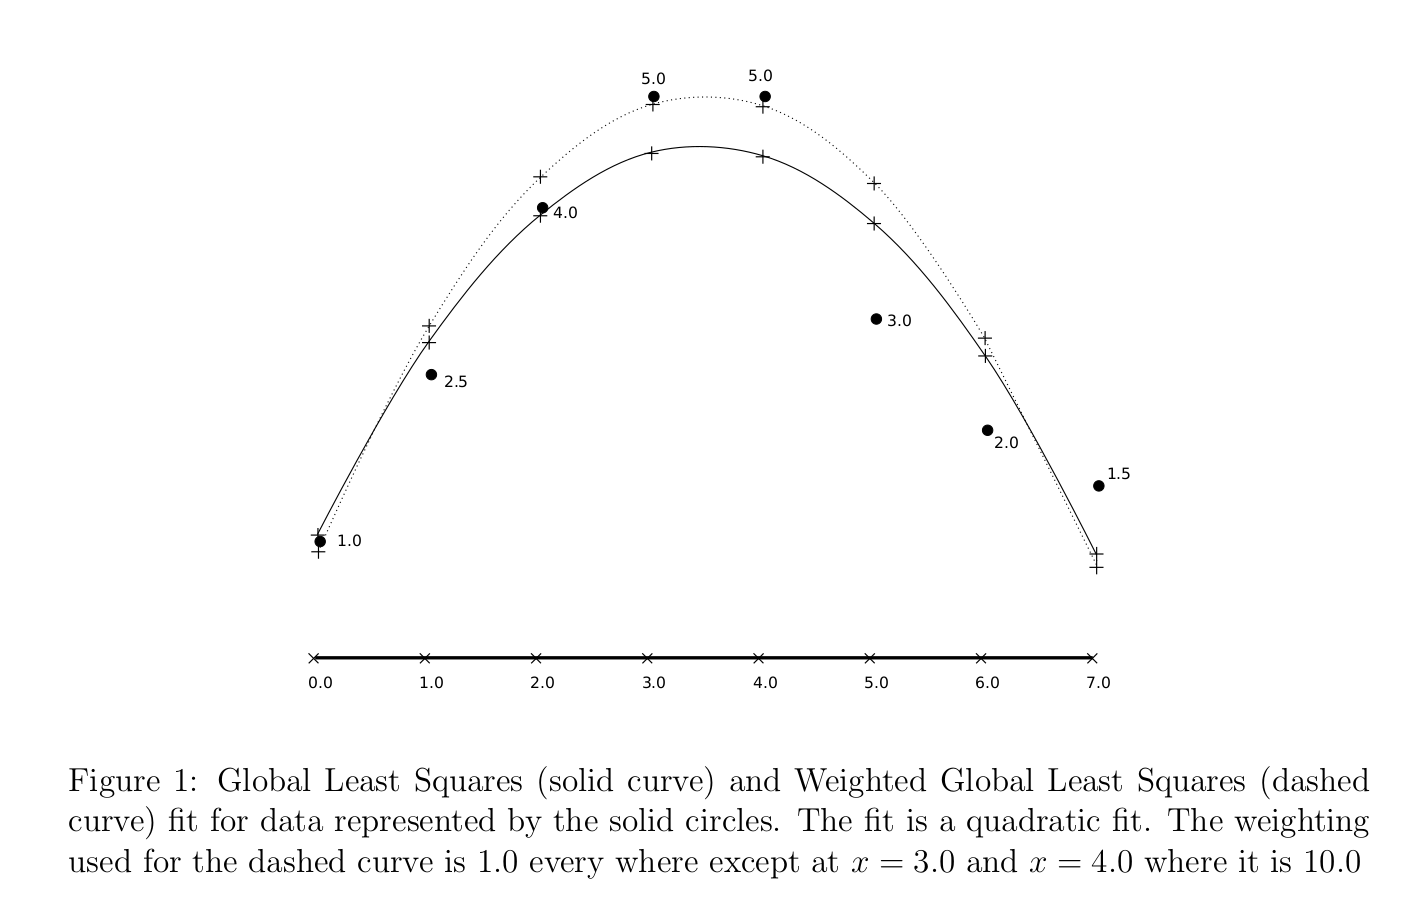 5.0 5.0
4.0
3.0
2.5
2.0
1.5
1.0
0.0 1.0 2.0 3.0 4.0 5.0 6.0 7.0
Figure 1: Global Least Squares (solid curve) and Weighted Global Least Squares (dashed
curve) fit for data represented by the solid circles. The fit is a quadratic fit. The weighting
used for the dashed curve is 1.0 every where except at x = 3.0 and x = 4.0 where it is 10.0